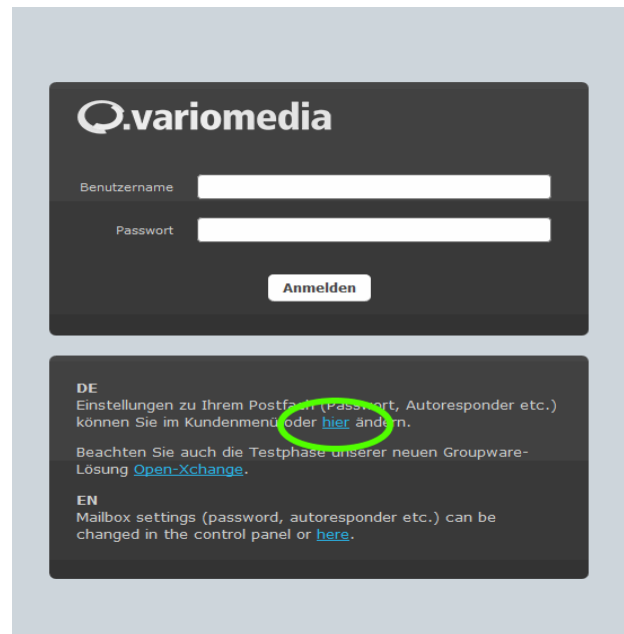 .variomedia
Benutzername
Passwort
Anmelden
DE
Einstellungen zu Ihrem Postfach (Passwort, Autoresponder etc.)
können Sie im Kundenmenü oder hier ändern.
Beachten Sie auch die Testphase unserer neuen Groupware-
Lösung Open-Xchange.
EN
Mailbox settings (password, autoresponder etc.) can be
changed in the control panel or here.